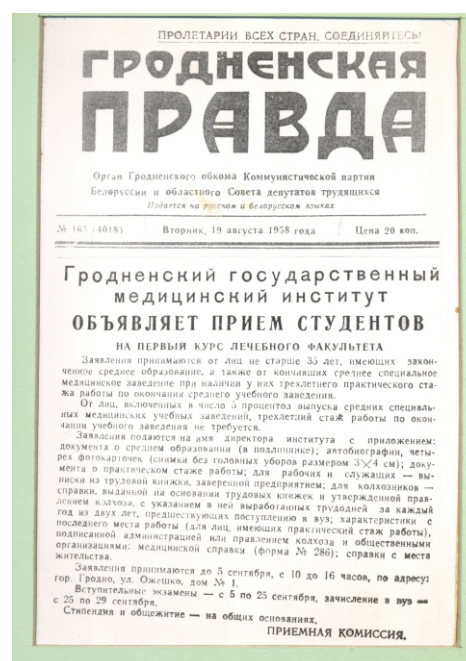 ПРОЛЕТАРИИ ВСЕХ СТРАН, СОЕДИНЯЙТЕСЬ!
ГРОДНЕНСКАЯ
ПРАВДА
Орган Гродненского обкома Коммунистической партии
Белоруссии и областного Совета депутатов трудящихся
Издается на русском и белорусском языках
№ 163 (4018) Вторник, 19 августа 1958 года Цена 20 коп.
Гродненский государственный
медицинский институт
ОБЪЯВЛЯЕТ ПРИЕМ СТУДЕНТОВ
НА ПЕРВЫЙ КУРС ЛЕЧЕБНОГО ФАКУЛЬТЕТА
Заявления принимаются от лиц не старше 35 лет, имеющих закон-
ченное среднее образование, а также от кончивших среднее специальное
медицинское заведение при наличии у них трехлетнего практического ста-
жа работы по окончании среднего учебного заведения.
От лиц, включенных в число 5 процентов выпуска средних специаль-
ных медицинских учебных заведений, трехлетний стаж работы по окон-
чании учебного заведения не требуется.
Заявления подаются на имя директора института с приложением:
документа о среднем образовании (в подлиннике); автобиографии, четы-
рех фотокарточек (снимки без головных уборов размером 3×4 см); доку-
мента о практическом стаже работы; для рабочих и служащих — вы-
писки из трудовой книжки, заверенной предприятием; для колхозников —
справки, выданной на основании трудовых книжек и утвержденной прав-
лением колхоза, с указанием в ней выработанных трудодней за каждый
год из двух лет, предшествующих поступлению в вуз; характеристики с
последнего места работы (для лиц, имеющих практический стаж работы),
подписанной администрацией или правлением колхоза и общественными
организациями; медицинской справки (форма № 286); справки с места
жительства.
Заявления принимаются до 5 сентября, с 10 до 16 часов, по адресу:
гор. Гродно, ул. Ожешко, дом № 1.
Вступительные экзамены — с 5 по 25 сентября, зачисление в вуз —
с 25 по 29 сентября.
Стипендия и общежитие — на общих основаниях.
ПРИЕМНАЯ КОМИССИЯ.